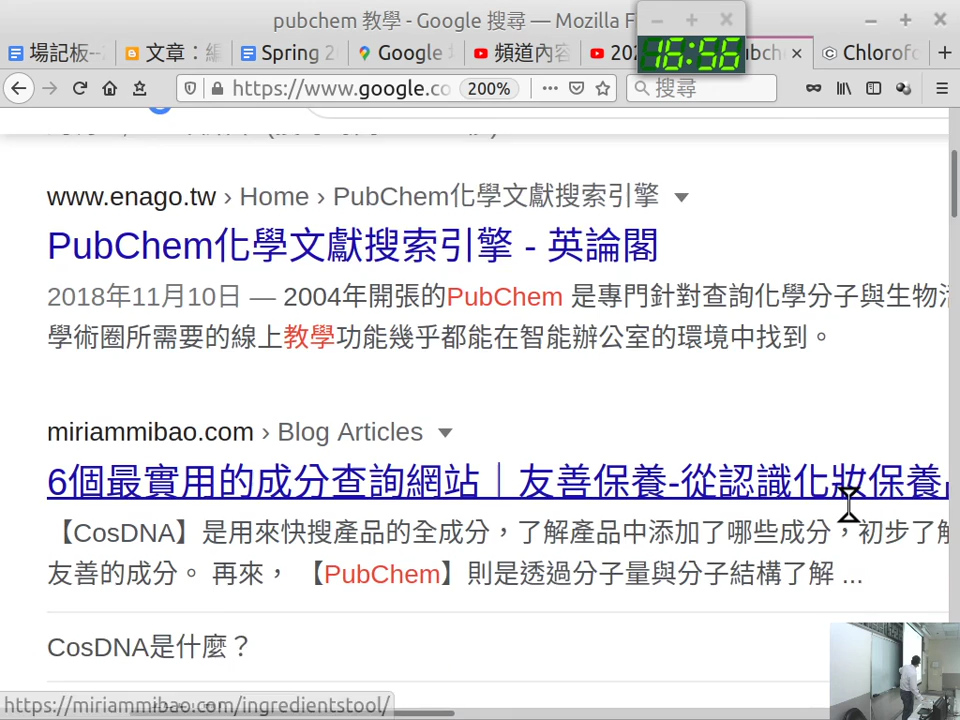 pubchem 教學 - Google 搜尋 — Mozilla F
16:56
場記板-
文章：編
Spring 2
Google
頻道內容
202
Chlorofo
https://www.google.co
200%
搜尋
www.enago.tw › Home › PubChem化學文獻搜索引擎
PubChem化學文獻搜索引擎 - 英論閣
2018年11月10日 — 2004年開張的PubChem 是專門針對查詢化學分子與生物活
學術圈所需要的線上教學功能幾乎都能在智能辦公室的環境中找到。
miriammibao.com › Blog Articles
6個最實用的成分查詢網站｜友善保養-從認識化妝保養品
【CosDNA】是用來快搜產品的全成分，了解產品中添加了哪些成分，初步了解
友善的成分。 再來， 【PubChem】則是透過分子量與分子結構了解 ...
CosDNA是什麼？
https://miriammibao.com/ingredientstool/